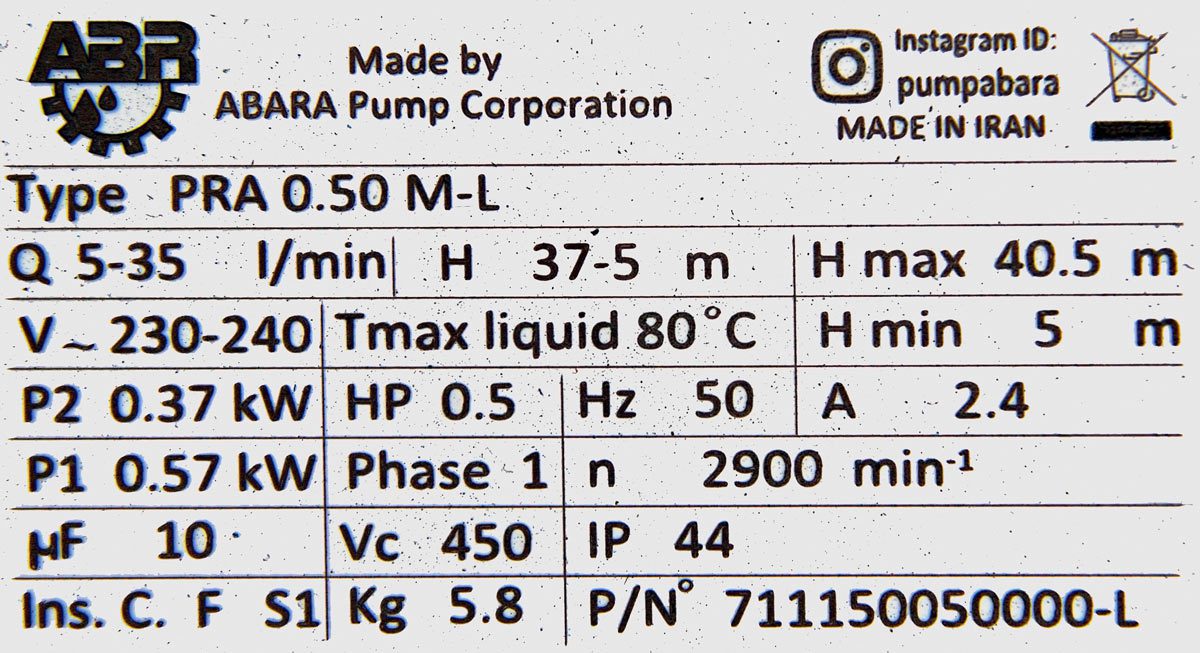 ABR
Made by
ABARA Pump Corporation
Instagram ID:
pumpabara
MADE IN IRAN
Type PRA 0.50 M-L
Q 5-35 l/min H 37-5 m H max 40.5 m
V ~ 230-240 Tmax liquid 80°C H min 5 m
P2 0.37 kW HP 0.5 Hz 50 A 2.4
P1 0.57 kW Phase 1 n 2900 min⁻¹
µF 10 Vc 450 IP 44
Ins. C. F S1 Kg 5.8 P/N° 711150050000-L